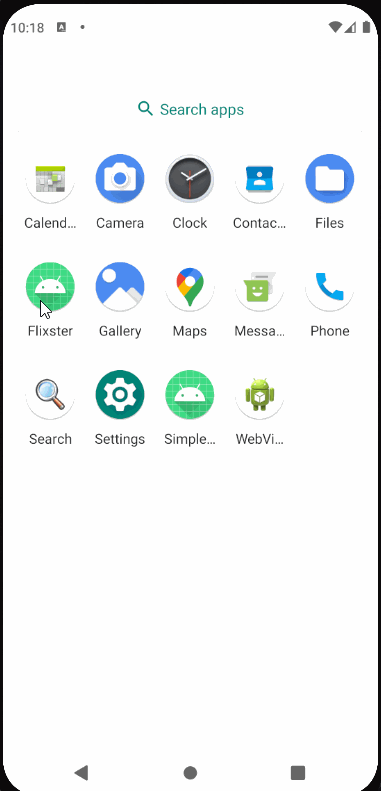 10:18
Search apps
Calend...
Camera
Clock
Contac...
Files
Flixster
Gallery
Maps
Messa...
Phone
Search
Settings
Simple...
WebVi...